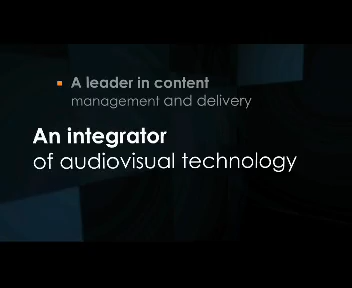 A leader in content
management and delivery
An integrator
of audiovisual technology